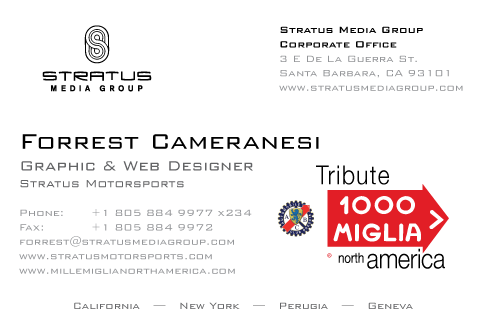 STRATUS
MEDIA GROUP
Stratus Media Group
Corporate Office
3 E De La Guerra St.
Santa Barbara, CA 93101
www.stratusmediagroup.com
Forrest Cameranesi
Graphic & Web Designer
Stratus Motorsports
Phone: +1 805 884 9977 x234
Fax: +1 805 884 9972
forrest@stratusmediagroup.com
www.stratusmotorsports.com
www.millemiglianorthamerica.com
Tribute
1000
MIGLIA
® north america
California — New York — Perugia — Geneva